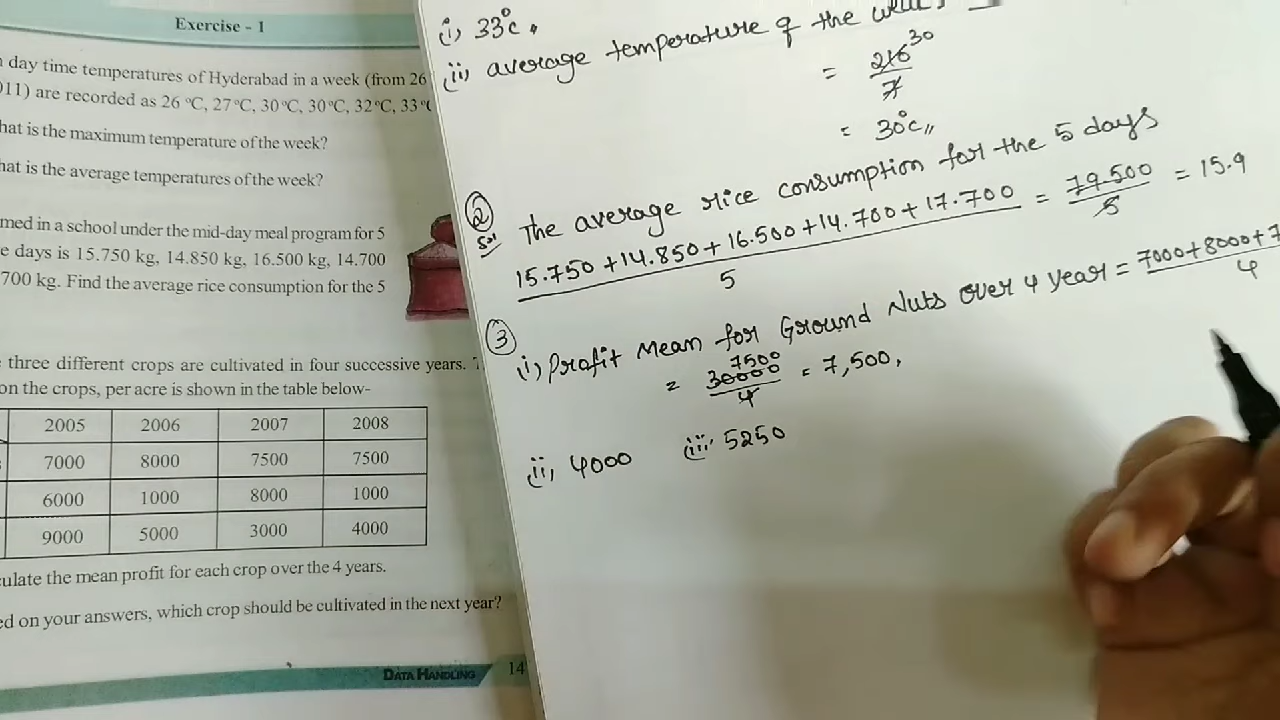 Exercise - 1
day time temperatures of Hyderabad in a week (from 26
011) are recorded as 26 °C, 27°C, 30°C, 30°C, 32°C, 33°C
hat is the maximum temperature of the week?
hat is the average temperatures of the week?
med in a school under the mid-day meal program for 5
e days is 15.750 kg, 14.850 kg, 16.500 kg, 14.700
700 kg. Find the average rice consumption for the 5
three different crops are cultivated in four successive years.
on the crops, per acre is shown in the table below-
2005 2006 2007 2008
7000 8000 7500 7500
6000 1000 8000 1000
9000 5000 3000 4000
culate the mean profit for each crop over the 4 years.
ed on your answers, which crop should be cultivated in the next year?
DATA HANDLING 14
(i) 33°c.
(ii) average temperature of the
30
= 216
7
= 30°c,,
(2) The average rice consumption for the 5 days
Sol
15.750 + 14.850 + 16.500 + 14.700 + 17.700 = 79.500 = 15.9
5 5
(3)
(i) Profit Mean for Ground Nuts over 4 year = 7000+8000+7
4
7500
= 30000 = 7,500,
4
(ii) 4000 (iii) 5250